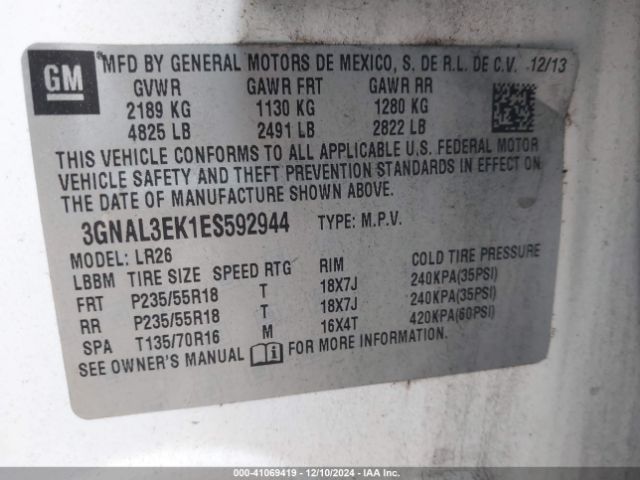 GM
MFD BY GENERAL MOTORS DE MEXICO, S. DE R.L. DE C.V. 12/13
GVWR GAWR FRT GAWR RR
2189 KG 1130 KG 1280 KG
4825 LB 2491 LB 2822 LB
THIS VEHICLE CONFORMS TO ALL APPLICABLE U.S. FEDERAL MOTOR
VEHICLE SAFETY AND THEFT PREVENTION STANDARDS IN EFFECT ON
THE DATE OF MANUFACTURE SHOWN ABOVE.
3GNAL3EK1ES592944 TYPE: M.P.V.
MODEL: LR26
LBBM TIRE SIZE SPEED RTG RIM COLD TIRE PRESSURE
FRT P235/55R18 T 18X7J 240KPA(35PSI)
RR P235/55R18 T 18X7J 240KPA(35PSI)
SPA T135/70R16 M 16X4T 420KPA(60PSI)
SEE OWNER'S MANUAL FOR MORE INFORMATION.
000-41069419 - 12/10/2024 - IAA Inc.